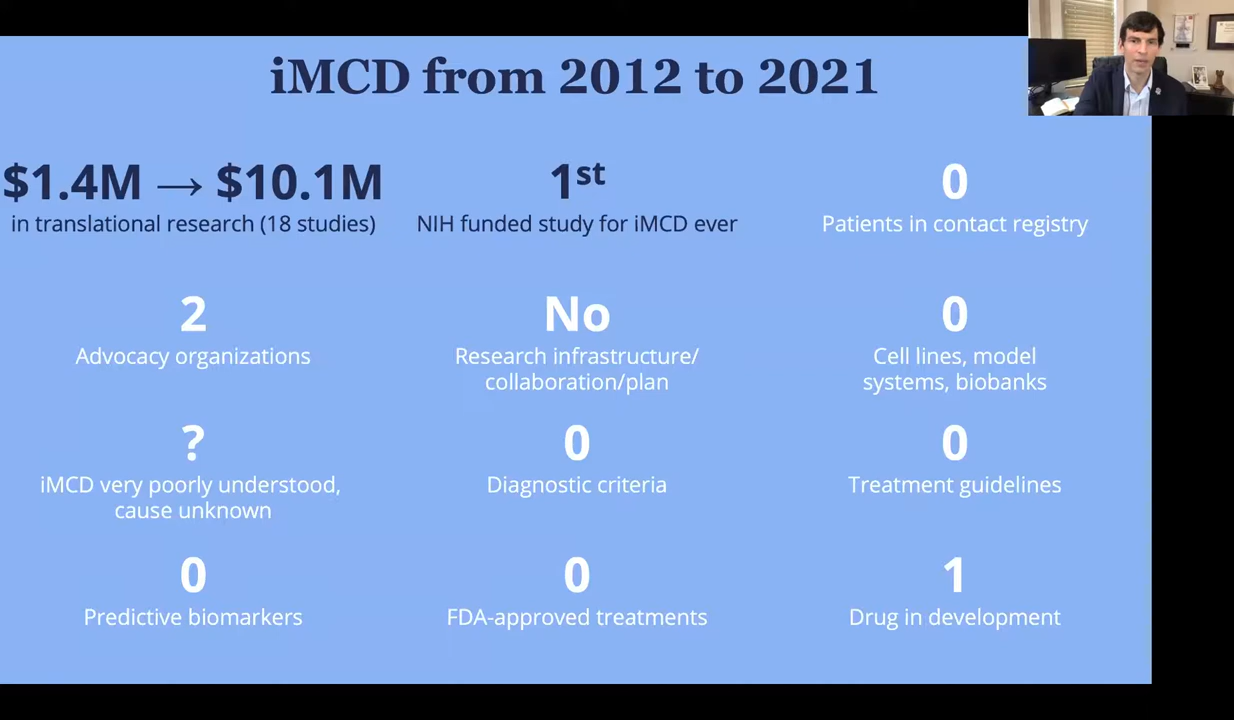 iMCD from 2012 to 2021
$1.4M → $10.1M
in translational research (18 studies)
1st
NIH funded study for iMCD ever
0
Patients in contact registry
2
Advocacy organizations
No
Research infrastructure/
collaboration/plan
0
Cell lines, model
systems, biobanks
?
iMCD very poorly understood,
cause unknown
0
Diagnostic criteria
0
Treatment guidelines
0
Predictive biomarkers
0
FDA-approved treatments
1
Drug in development